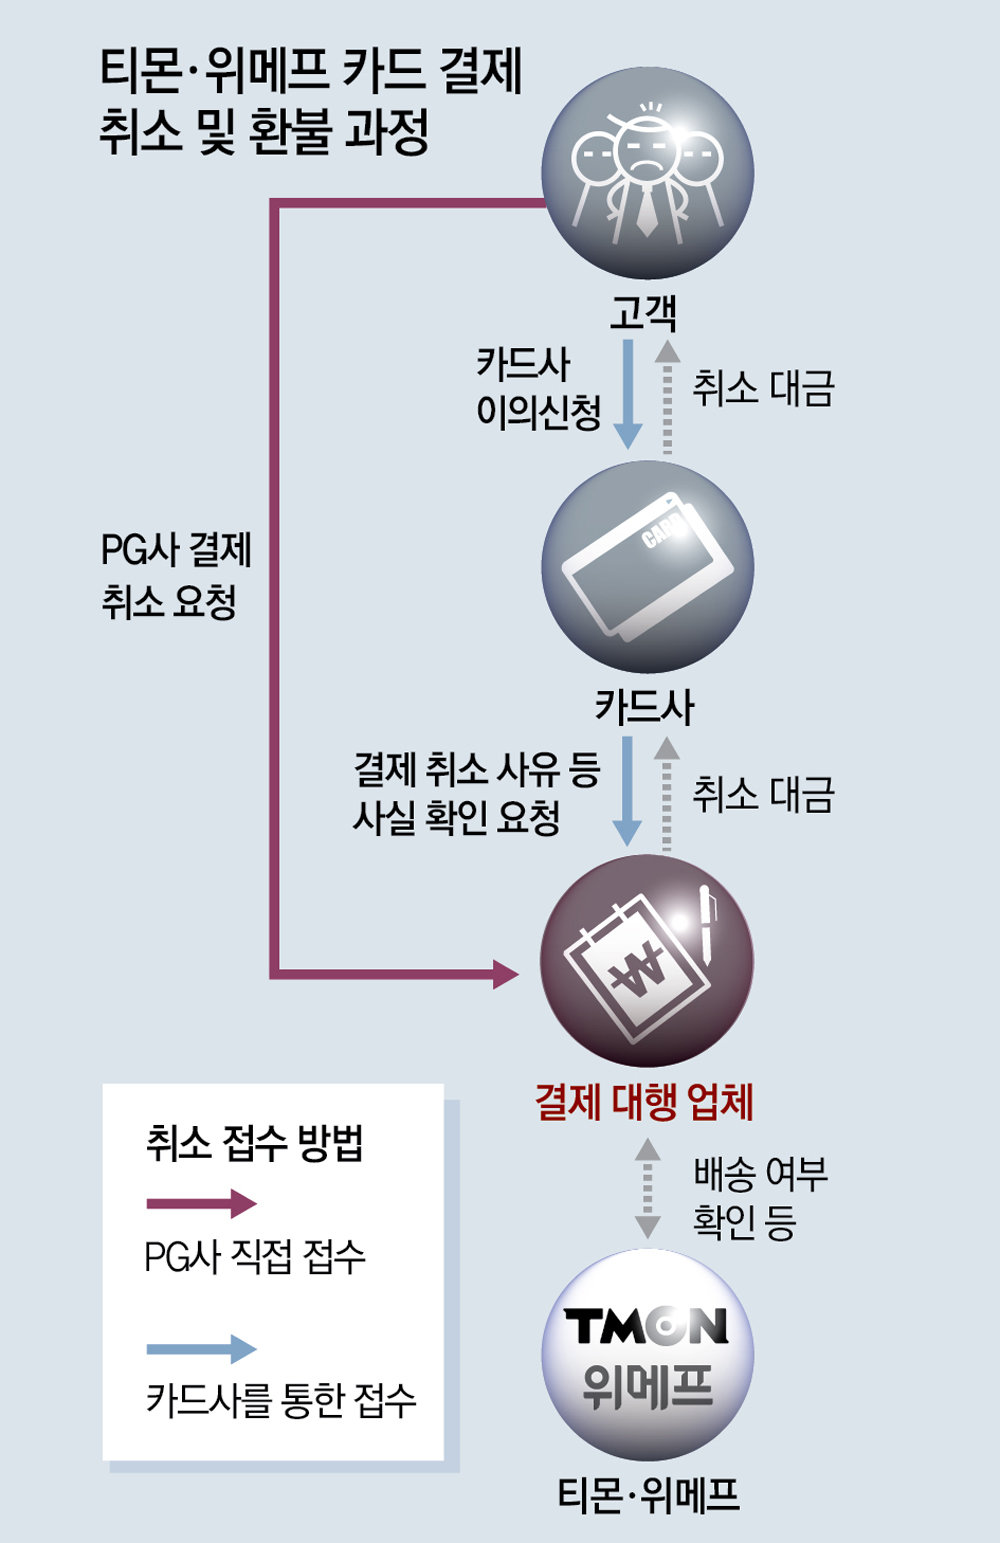 티몬·위메프 카드 결제
취소 및 환불 과정
고객
카드사
이의신청
취소 대금
CARD
PG사 결제
취소 요청
카드사
결제 취소 사유 등
사실 확인 요청
취소 대금
₩
결제 대행 업체
배송 여부
확인 등
TMON
위메프
티몬·위메프
취소 접수 방법
PG사 직접 접수
카드사를 통한 접수